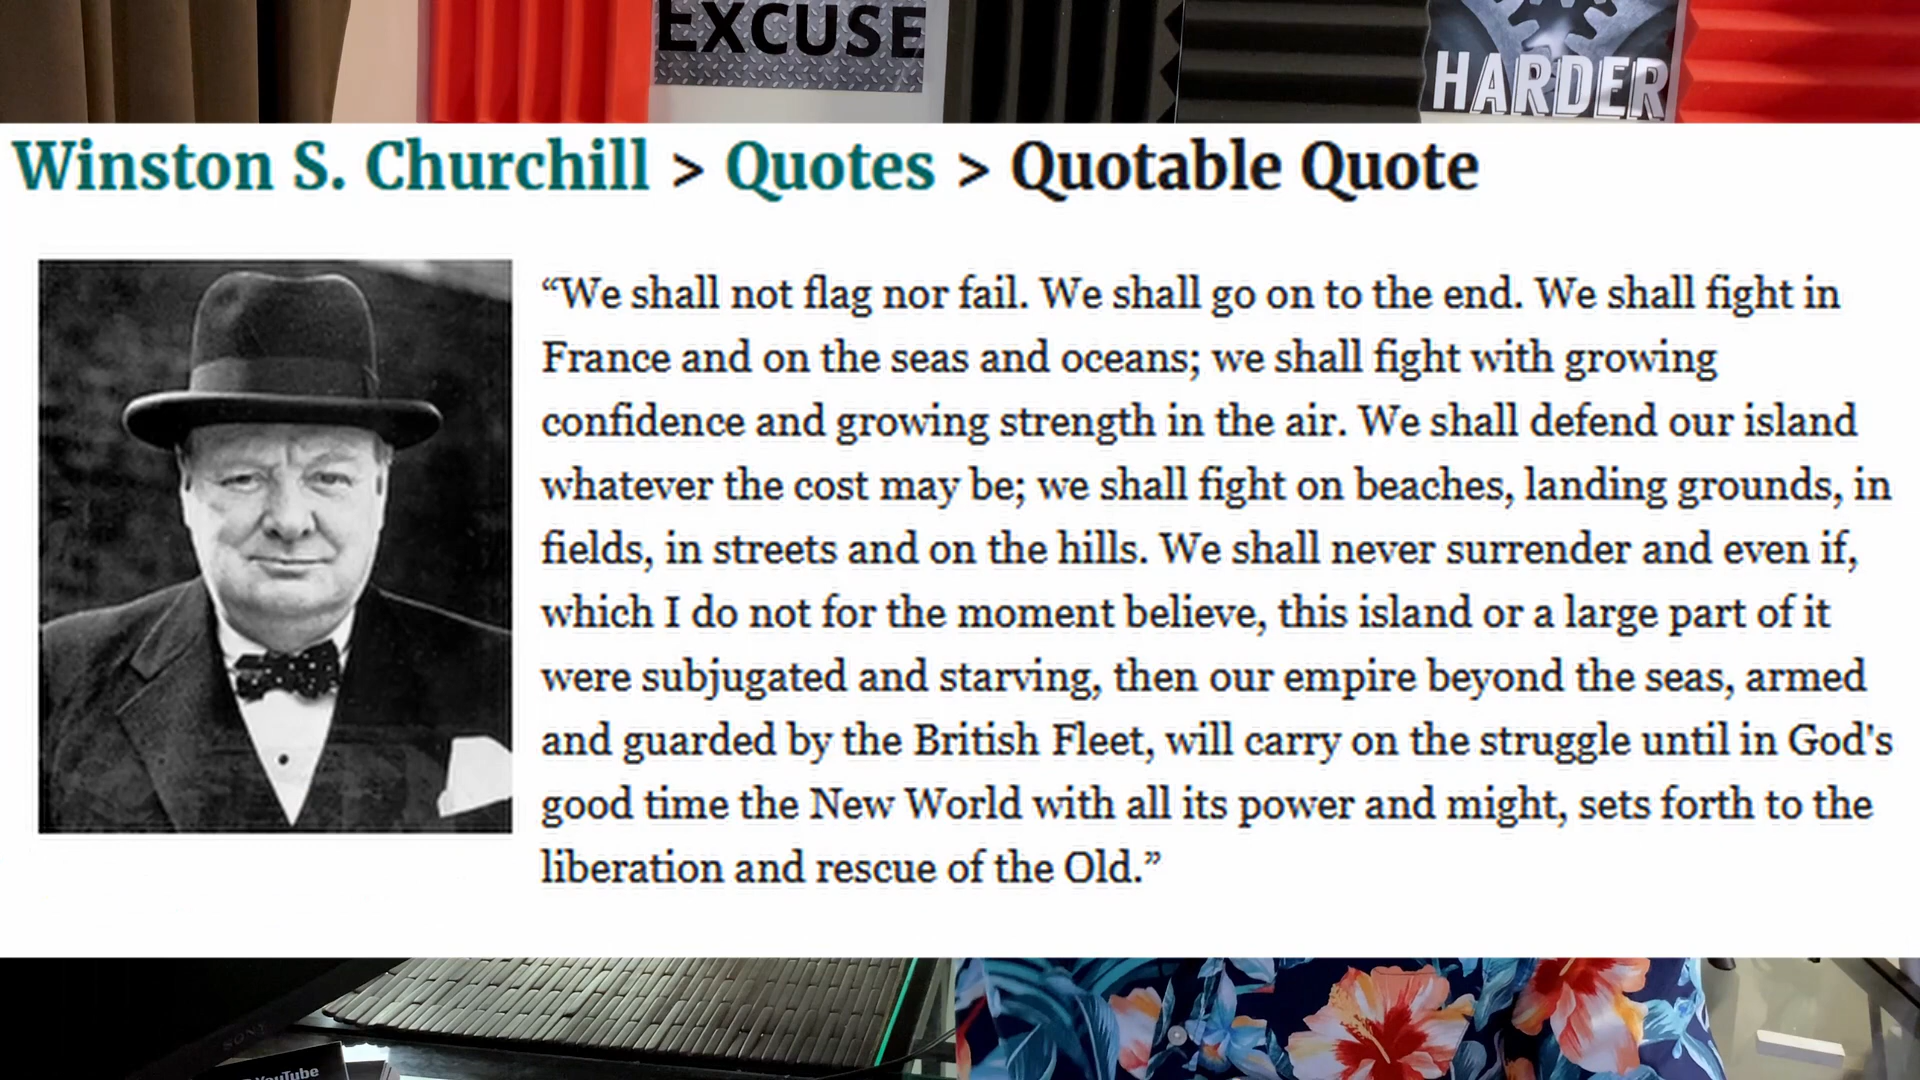 EXCUSE
HARDER
Winston S. Churchill > Quotes > Quotable Quote
“We shall not flag nor fail. We shall go on to the end. We shall fight in
France and on the seas and oceans; we shall fight with growing
confidence and growing strength in the air. We shall defend our island
whatever the cost may be; we shall fight on beaches, landing grounds, in
fields, in streets and on the hills. We shall never surrender and even if,
which I do not for the moment believe, this island or a large part of it
were subjugated and starving, then our empire beyond the seas, armed
and guarded by the British Fleet, will carry on the struggle until in God's
good time the New World with all its power and might, sets forth to the
liberation and rescue of the Old.”
SONY
YouTube